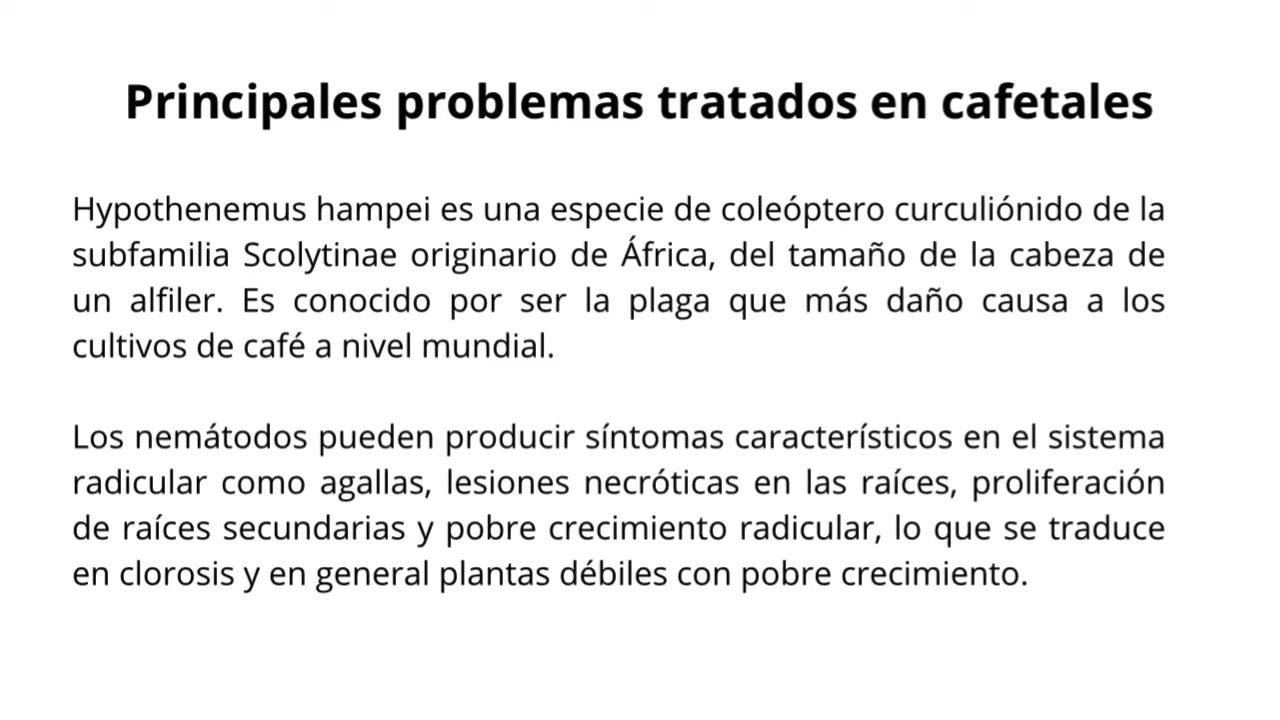 Principales problemas tratados en cafetales
Hypothenemus hampei es una especie de coleóptero curculiónido de la
subfamilia Scolytinae originario de África, del tamaño de la cabeza de
un alfiler. Es conocido por ser la plaga que más daño causa a los
cultivos de café a nivel mundial.
Los nemátodos pueden producir síntomas característicos en el sistema
radicular como agallas, lesiones necróticas en las raíces, proliferación
de raíces secundarias y pobre crecimiento radicular, lo que se traduce
en clorosis y en general plantas débiles con pobre crecimiento.